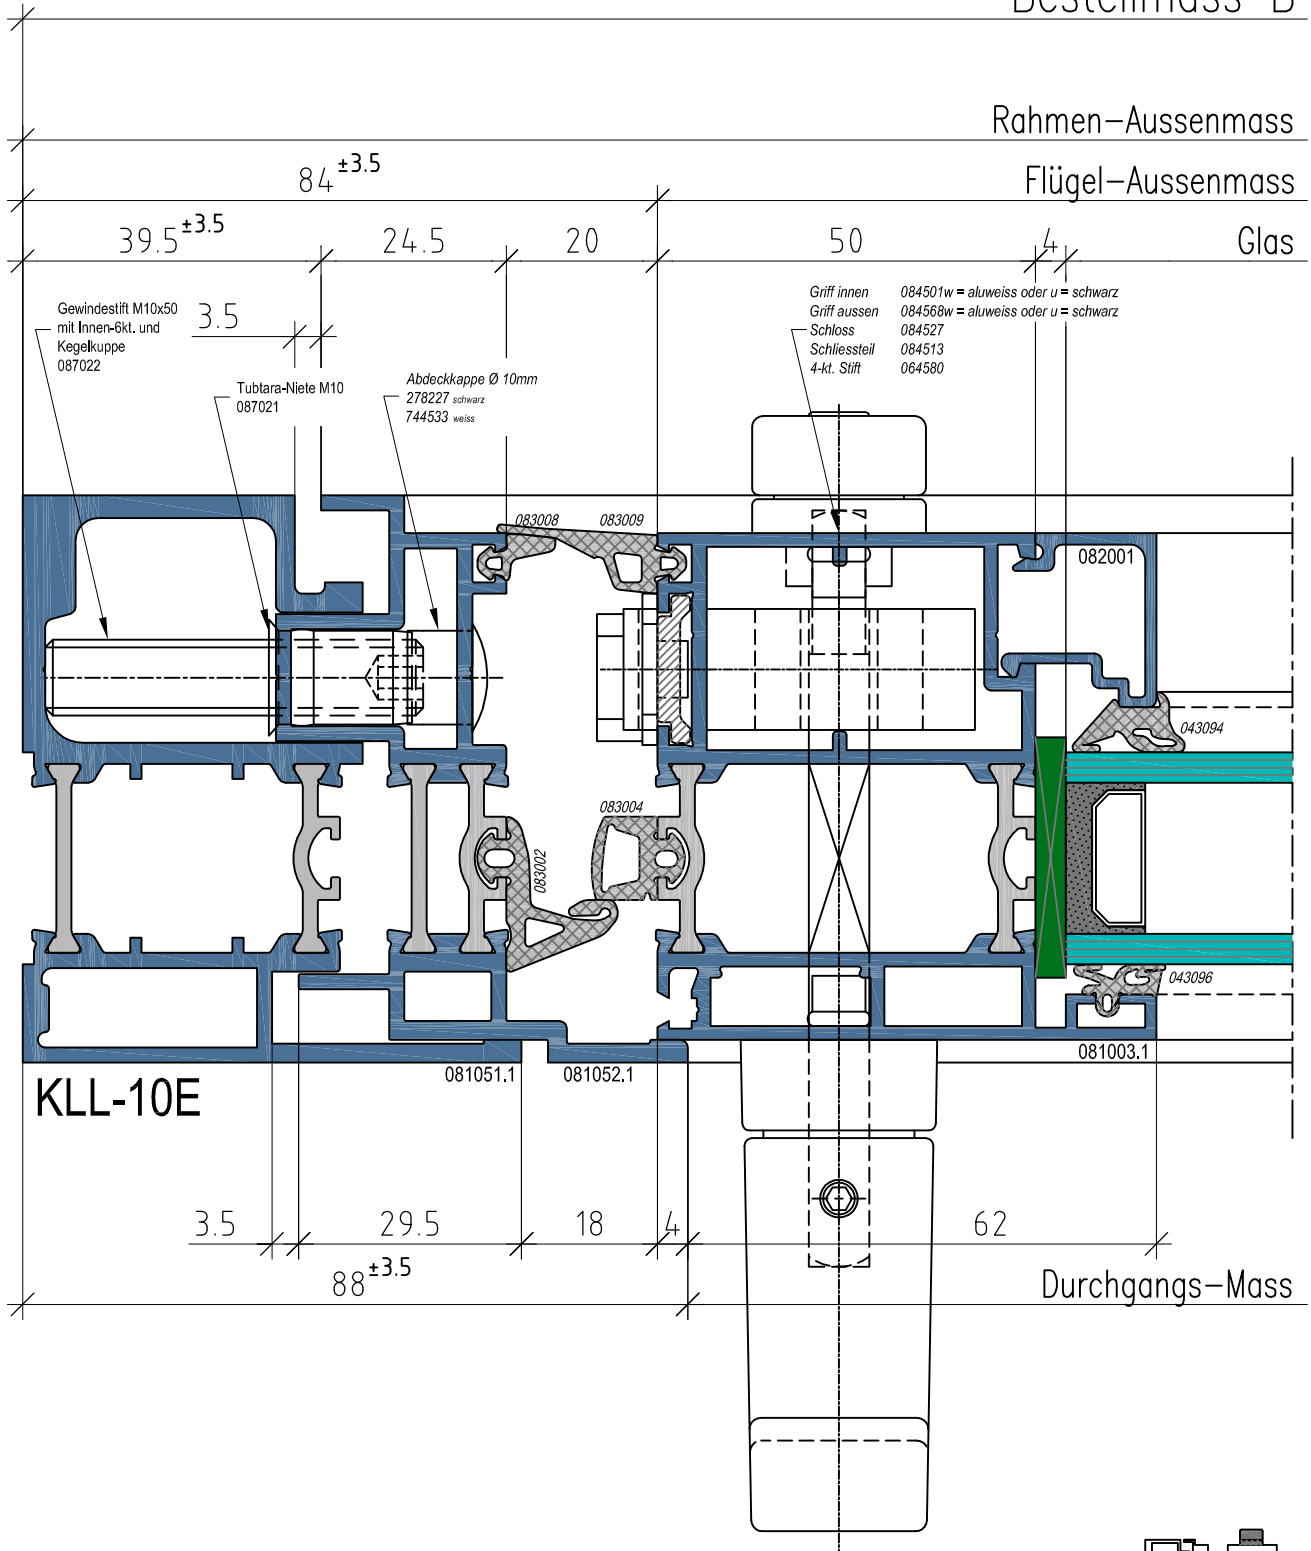 Bestellmass B
Rahmen-Aussenmass
84 ±3.5
Flügel-Aussenmass
39.5 ±3.5 24.5 20 50 4 Glas
Gewindestift M10x50
mit Innen-6kt. und
Kegelkuppe
087022
3.5
Tubtara-Niete M10
087021
Abdeckkappe Ø 10mm
278227 schwarz
744533 weiss
Griff innen 084501w = aluweiss oder u = schwarz
Griff aussen 084568w = aluweiss oder u = schwarz
Schloss 084527
Schliessteil 084513
4-kt. Stift 064580
083008 083009
082001
043094
083004
083002
043096
081051.1 081052.1
081003.1
KLL-10E
3.5 29.5 18 4 62
88 ±3.5
Durchgangs-Mass